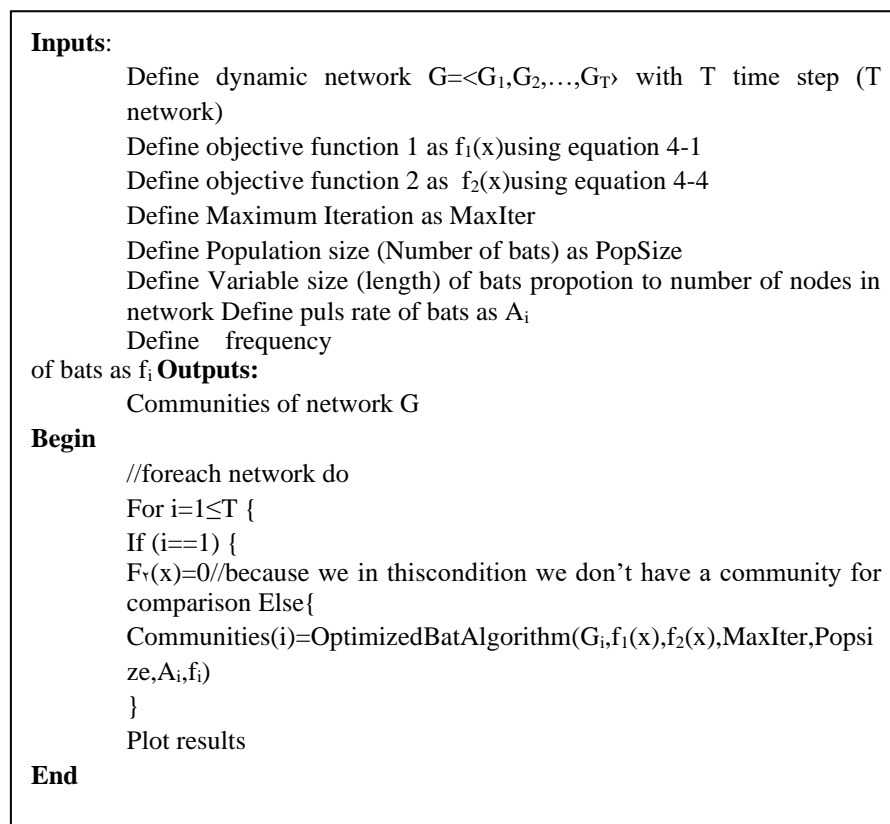 Inputs:
Define dynamic network G=<G₁,G₂,…,G_T› with T time step (T
network)
Define objective function 1 as f₁(x)using equation 4-1
Define objective function 2 as f₂(x)using equation 4-4
Define Maximum Iteration as MaxIter
Define Population size (Number of bats) as PopSize
Define Variable size (length) of bats propotion to number of nodes in
network Define puls rate of bats as Aᵢ
Define frequency
of bats as fᵢ Outputs:
Communities of network G
Begin
//foreach network do
For i=1≤T {
If (i==1) {
F۲(x)=0//because we in thiscondition we don’t have a community for
comparison Else{
Communities(i)=OptimizedBatAlgorithm(Gᵢ,f₁(x),f₂(x),MaxIter,Popsi
ze,Aᵢ,fᵢ)
}
Plot results
End